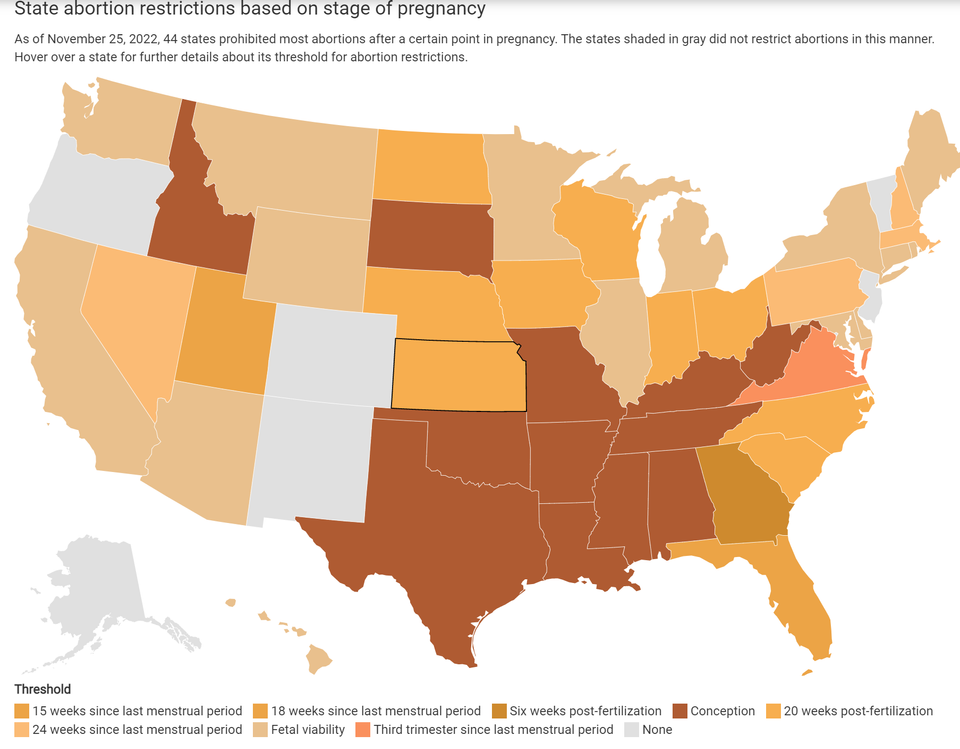 State abortion restrictions based on stage of pregnancy
As of November 25, 2022, 44 states prohibited most abortions after a certain point in pregnancy. The states shaded in gray did not restrict abortions in this manner.
Hover over a state for further details about its threshold for abortion restrictions.
Threshold
15 weeks since last menstrual period 18 weeks since last menstrual period Six weeks post-fertilization Conception 20 weeks post-fertilization
24 weeks since last menstrual period Fetal viability Third trimester since last menstrual period None